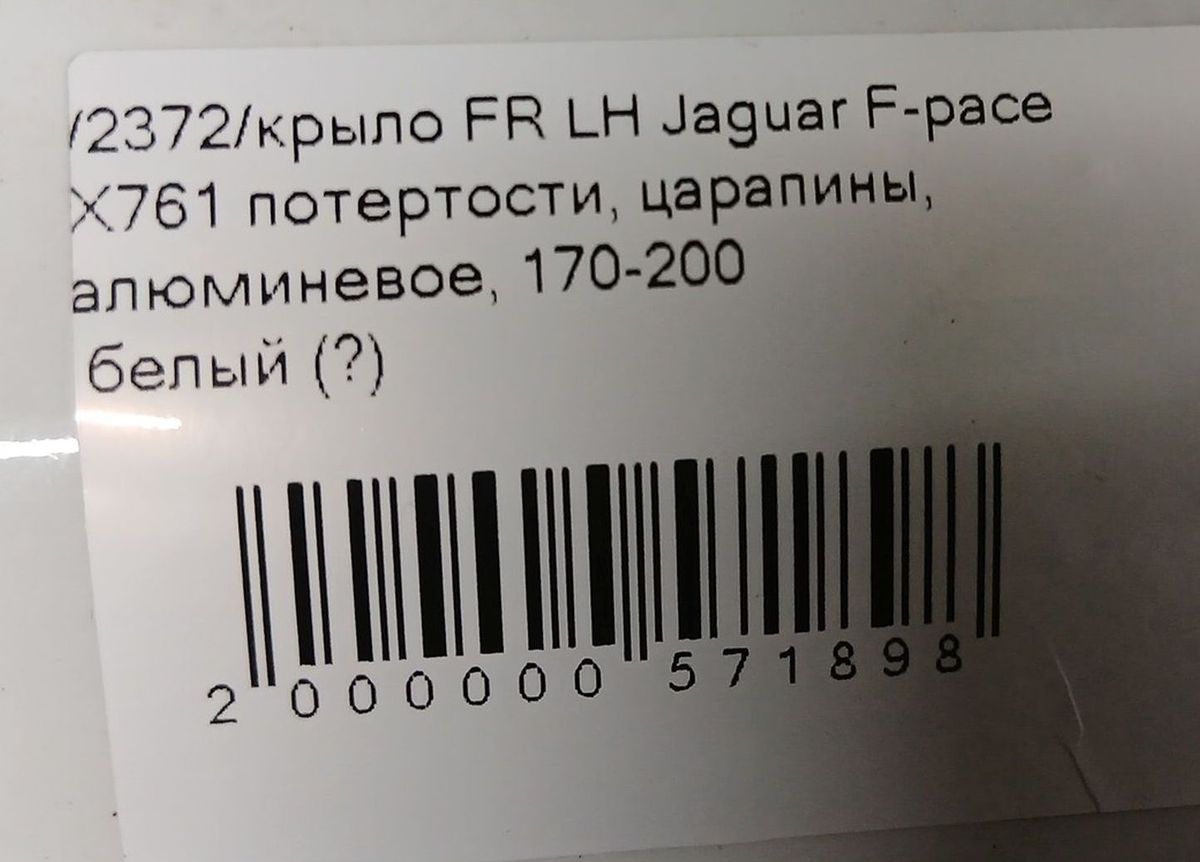 /2372/крыло FR LH Jaguar F-pace
X761 потертости, царапины,
алюминевое, 170-200
белый (?)
2 000000 571898